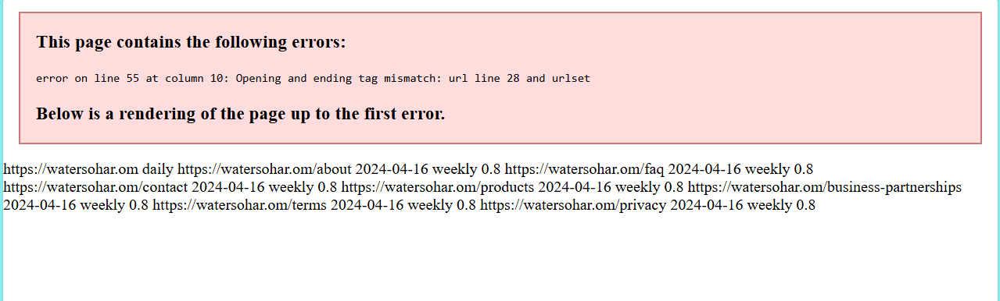 This page contains the following errors:
error on line 55 at column 10: Opening and ending tag mismatch: url line 28 and urlset
Below is a rendering of the page up to the first error.
https://watersohar.om daily https://watersohar.om/about 2024-04-16 weekly 0.8 https://watersohar.om/faq 2024-04-16 weekly 0.8
https://watersohar.om/contact 2024-04-16 weekly 0.8 https://watersohar.om/products 2024-04-16 weekly 0.8 https://watersohar.om/business-partnerships
2024-04-16 weekly 0.8 https://watersohar.om/terms 2024-04-16 weekly 0.8 https://watersohar.om/privacy 2024-04-16 weekly 0.8